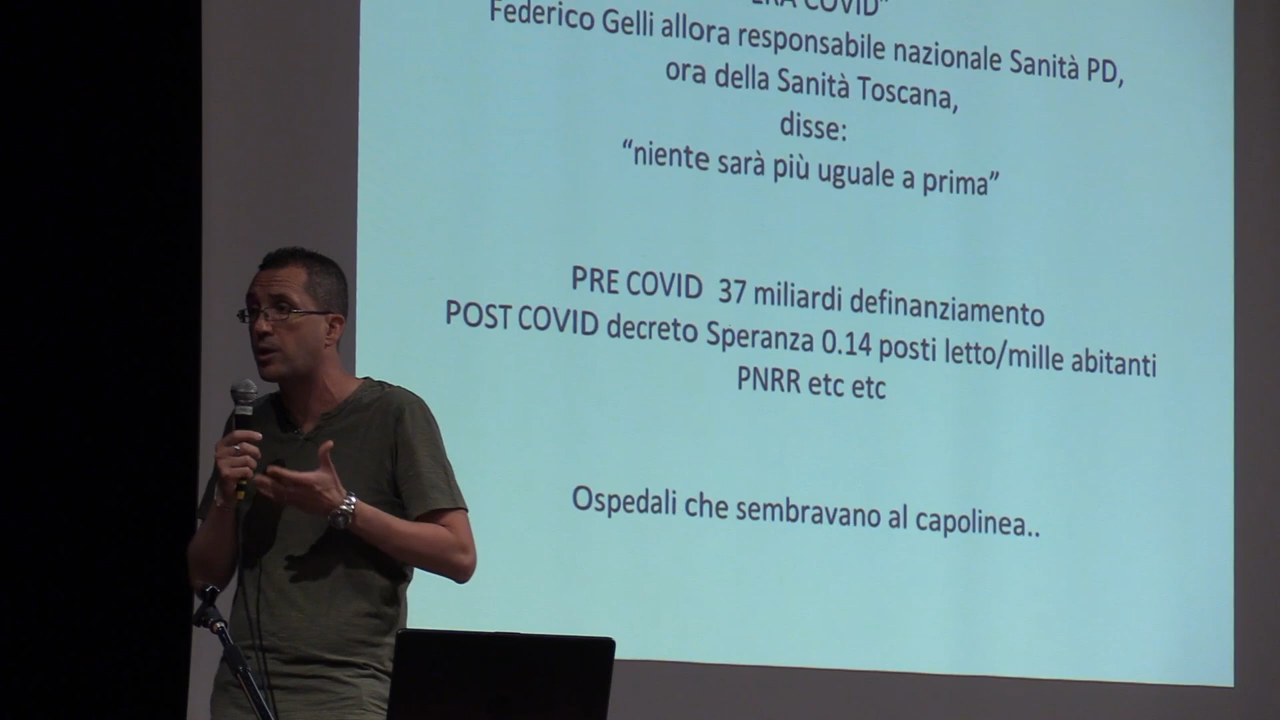 ERA COVID"
Federico Gelli allora responsabile nazionale Sanità PD,
ora della Sanità Toscana,
disse:
“niente sarà più uguale a prima”
PRE COVID 37 miliardi definanziamento
POST COVID decreto Speranza 0.14 posti letto/mille abitanti
PNRR etc etc
Ospedali che sembravano al capolinea..